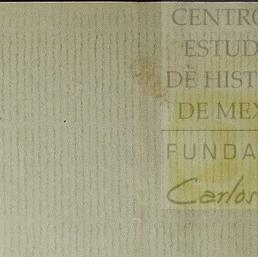 CENTRO
ESTUD
DE HIST
DE MEX
FUNDA
Carlos